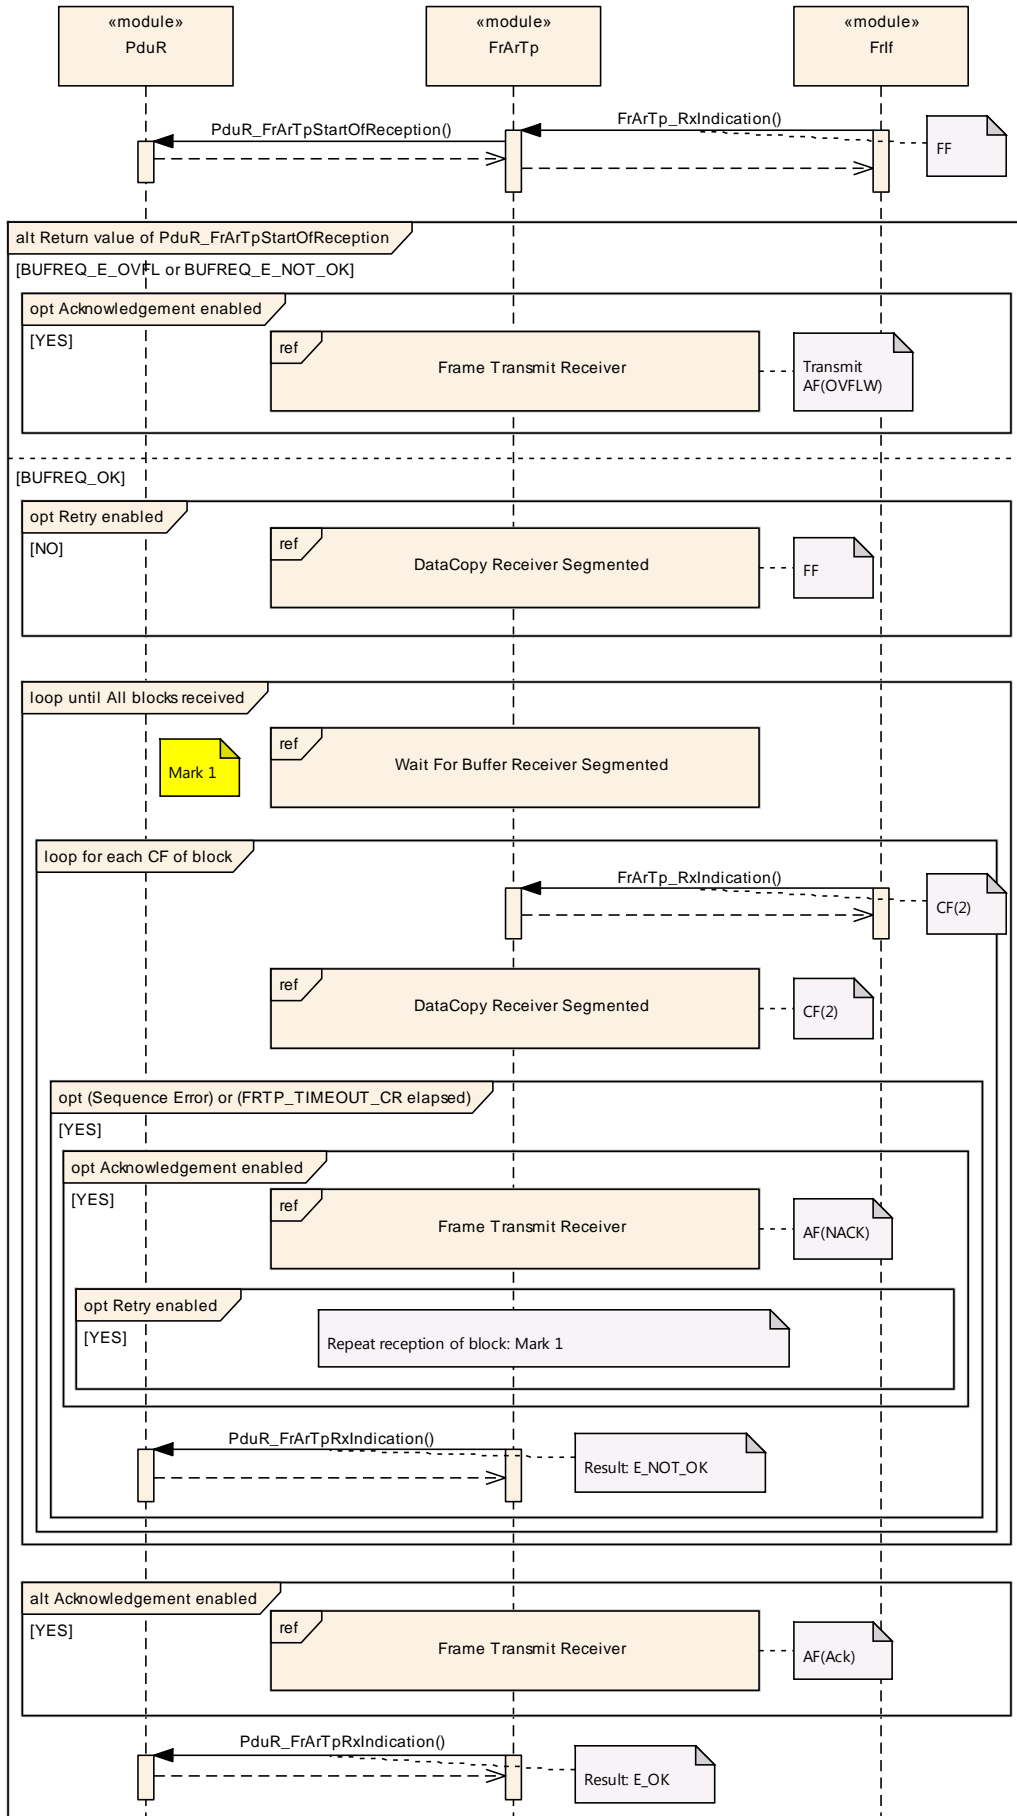 «module»
PduR
«module»
FrArTp
«module»
FrIf
PduR_FrArTpStartOfReception()
FrArTp_RxIndication()
FF
alt Return value of PduR_FrArTpStartOfReception
[BUFREQ_E_OVFL or BUFREQ_E_NOT_OK]
opt Acknowledgement enabled
[YES]
ref
Frame Transmit Receiver
Transmit
AF(OVFLW)
[BUFREQ_OK]
opt Retry enabled
[NO]
ref
DataCopy Receiver Segmented
FF
loop until All blocks received
Mark 1
ref
Wait For Buffer Receiver Segmented
loop for each CF of block
FrArTp_RxIndication()
CF(2)
ref
DataCopy Receiver Segmented
CF(2)
opt (Sequence Error) or (FRTP_TIMEOUT_CR elapsed)
[YES]
opt Acknowledgement enabled
[YES]
ref
Frame Transmit Receiver
AF(NACK)
opt Retry enabled
[YES]
Repeat reception of block: Mark 1
PduR_FrArTpRxIndication()
Result: E_NOT_OK
alt Acknowledgement enabled
[YES]
ref
Frame Transmit Receiver
AF(Ack)
PduR_FrArTpRxIndication()
Result: E_OK